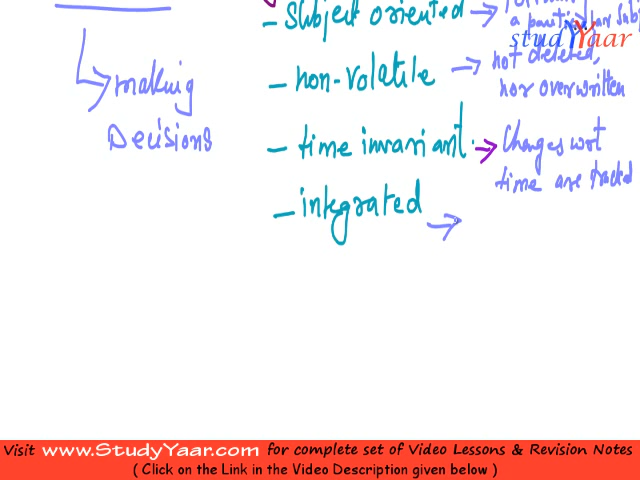 - Subject oriented →
a particular subj
studyYaar
- non-volatile → not deleted,
nor overwritten
making
Decisions
- time invariant. → Changes wrt
time are tracked
- integrated →
Visit www.StudyYaar.com for complete set of Video Lessons & Revision Notes
( Click on the Link in the Video Description given below )